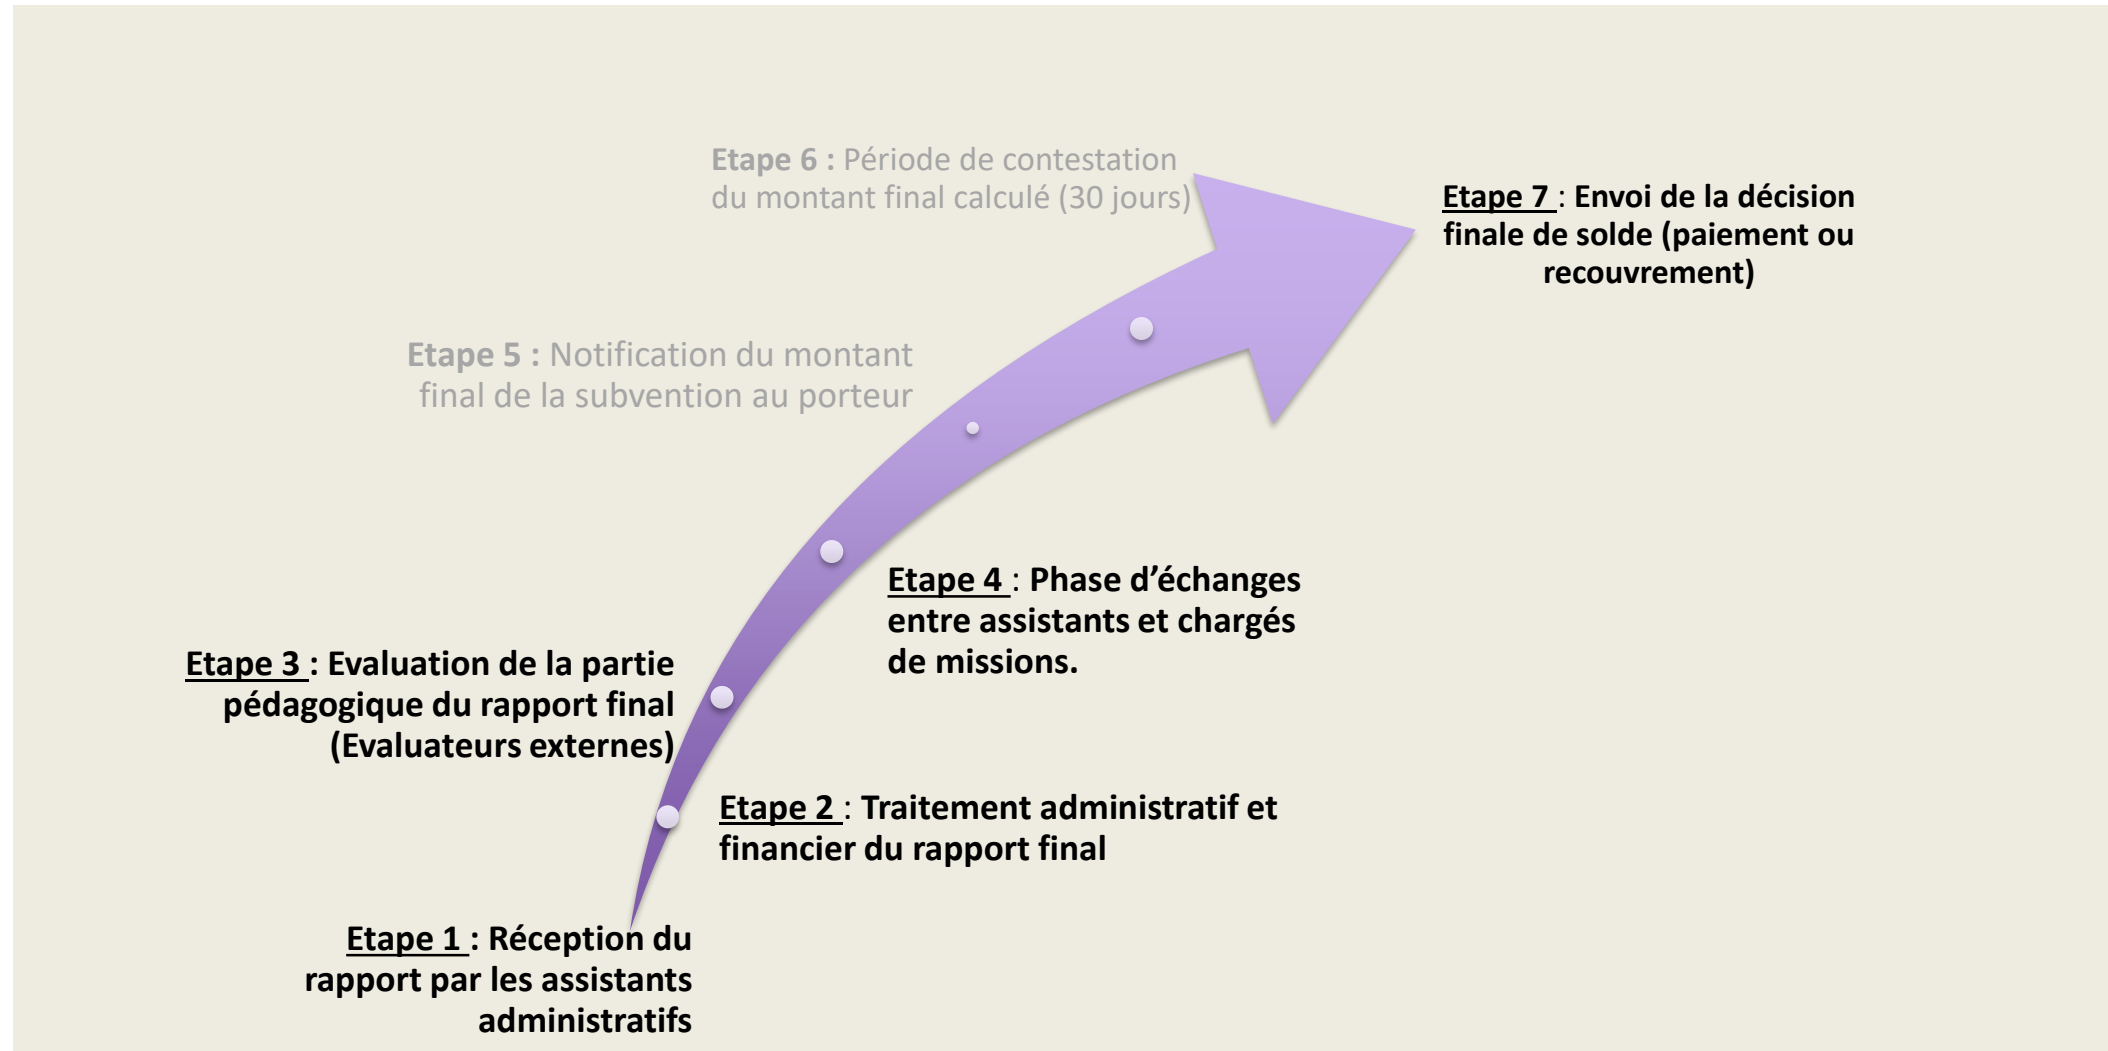 Etape 6 : Période de contestation
du montant final calculé (30 jours)
Etape 7 : Envoi de la décision
finale de solde (paiement ou
recouvrement)
Etape 5 : Notification du montant
final de la subvention au porteur
Etape 4 : Phase d’échanges
entre assistants et chargés
de missions.
Etape 3 : Evaluation de la partie
pédagogique du rapport final
(Evaluateurs externes)
Etape 2 : Traitement administratif et
financier du rapport final
Etape 1 : Réception du
rapport par les assistants
administratifs